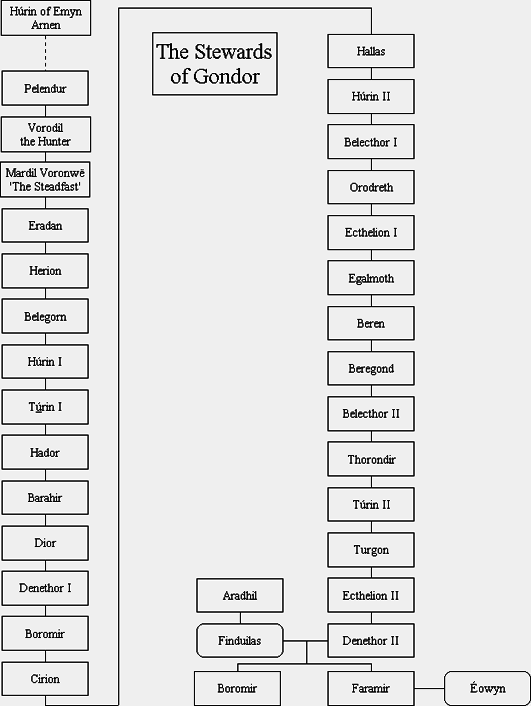 Húrin of Emyn
Arnen
Pelendur
Vorodil
the Hunter
Mardil Voronwë
'The Steadfast'
Eradan
Herion
Belegorn
Húrin I
Túrin I
Hador
Barahir
Dior
Denethor I
Boromir
Cirion
The Stewards
of Gondor
Hallas
Húrin II
Belecthor I
Orodreth
Ecthelion I
Egalmoth
Beren
Beregond
Belecthor II
Thorondir
Túrin II
Turgon
Ecthelion II
Aradhil
Finduilas
Denethor II
Boromir
Faramir
Éowyn